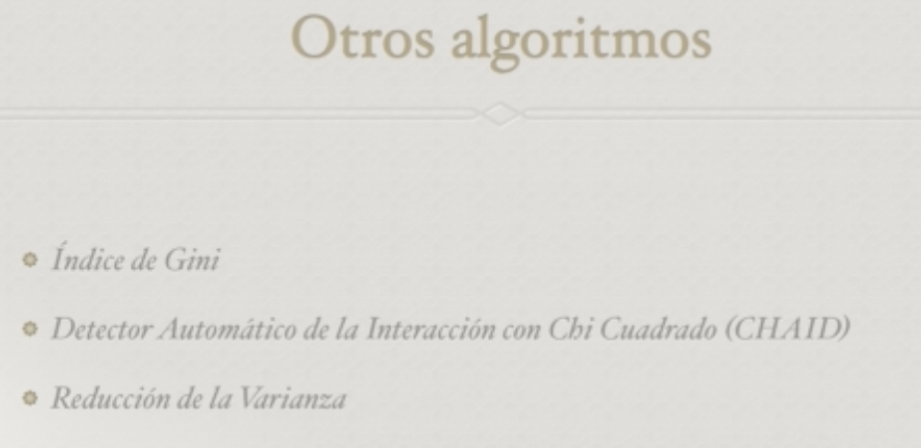 Otros algoritmos
Índice de Gini
Detector Automático de la Interacción con Chi Cuadrado (CHAID)
Reducción de la Varianza